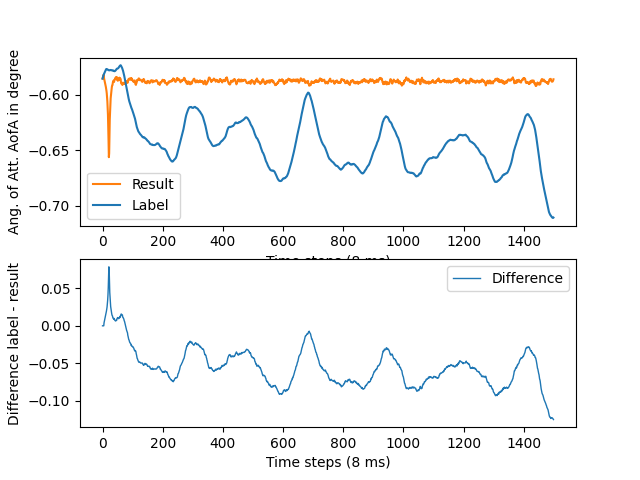 Ang. of Att. AofA in degree
−0.60
−0.65
−0.70
Result
Label
0 200 400 600 800 1000 1200 1400
Time steps (8 ms)
Difference label - result
0.05
0.00
−0.05
−0.10
Difference
0 200 400 600 800 1000 1200 1400
Time steps (8 ms)